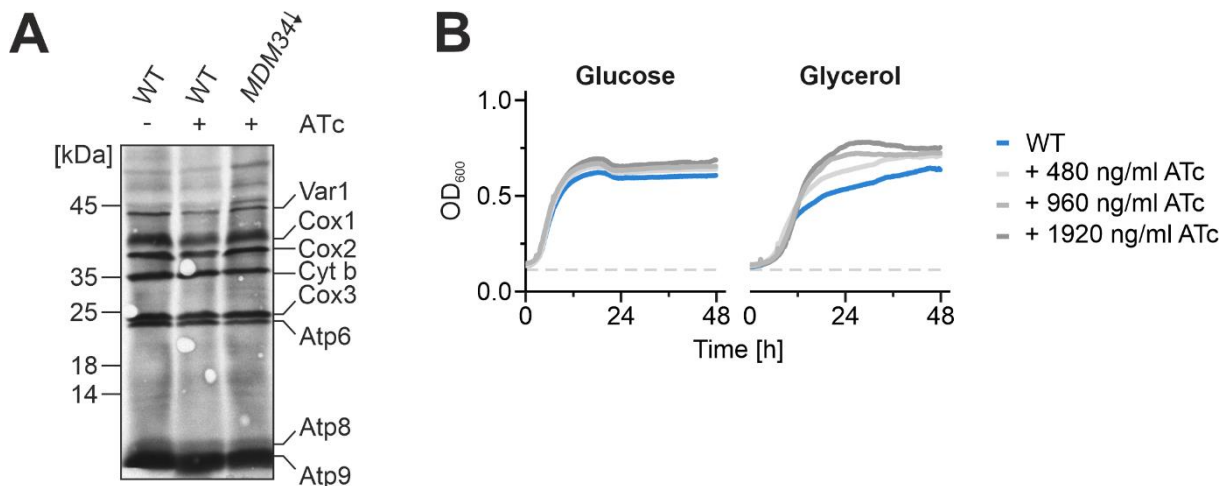 A
WT WT MDM34↓
- + + ATc
[kDa]
45
35
25
18
14
Var1
Cox1
Cox2
Cyt b
Cox3
Atp6
Atp8
Atp9
B
Glucose Glycerol
OD600
1.0
0.5
0.0
0 24 48 0 24 48
Time [h]
WT
+ 480 ng/ml ATc
+ 960 ng/ml ATc
+ 1920 ng/ml ATc